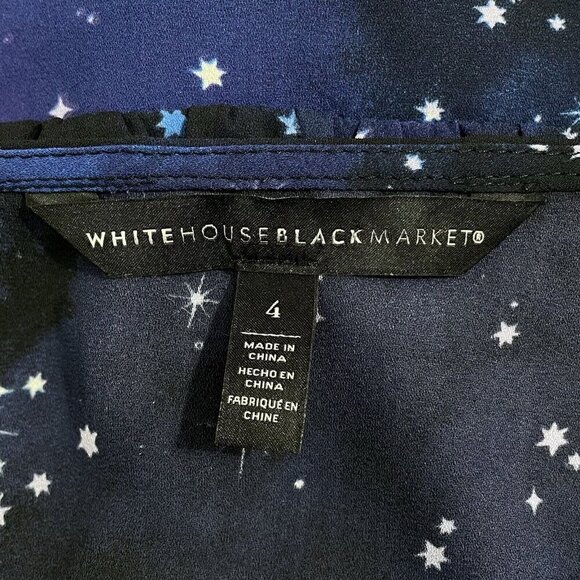 WHITEHOUSEBLACKMARKET®
4
MADE IN
CHINA
HECHO EN
CHINA
FABRIQUÉ EN
CHINE